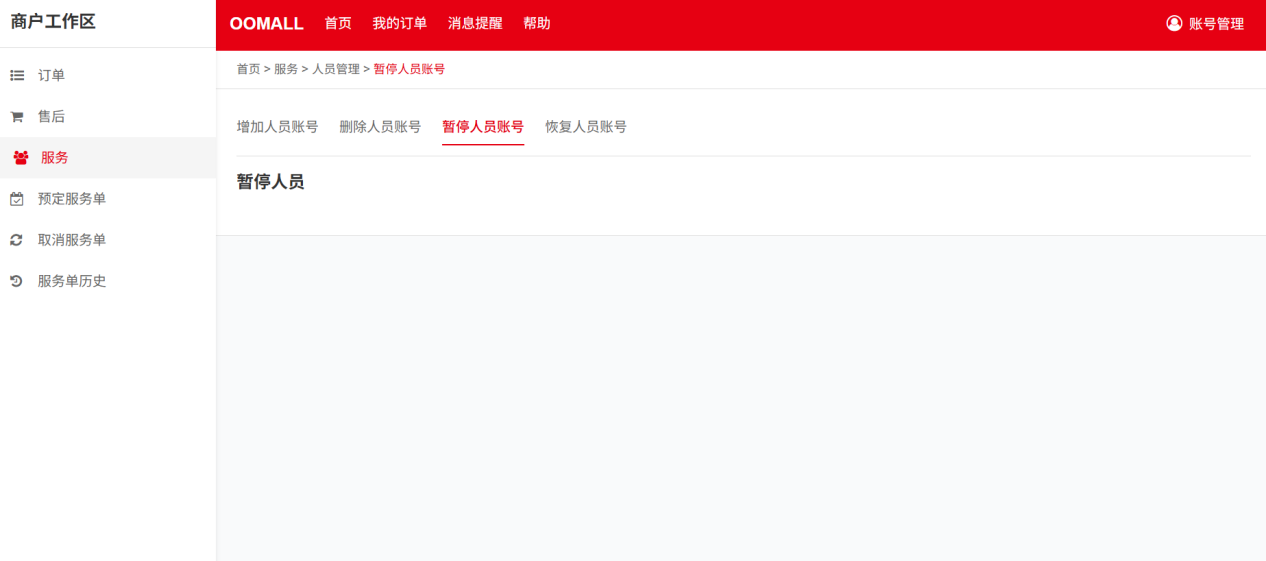 商户工作区
订单
售后
服务
预定服务单
取消服务单
服务单历史
OOMALL 首页 我的订单 消息提醒 帮助 账号管理
首页 > 服务 > 人员管理 > 暂停人员账号
增加人员账号 删除人员账号 暂停人员账号 恢复人员账号
暂停人员